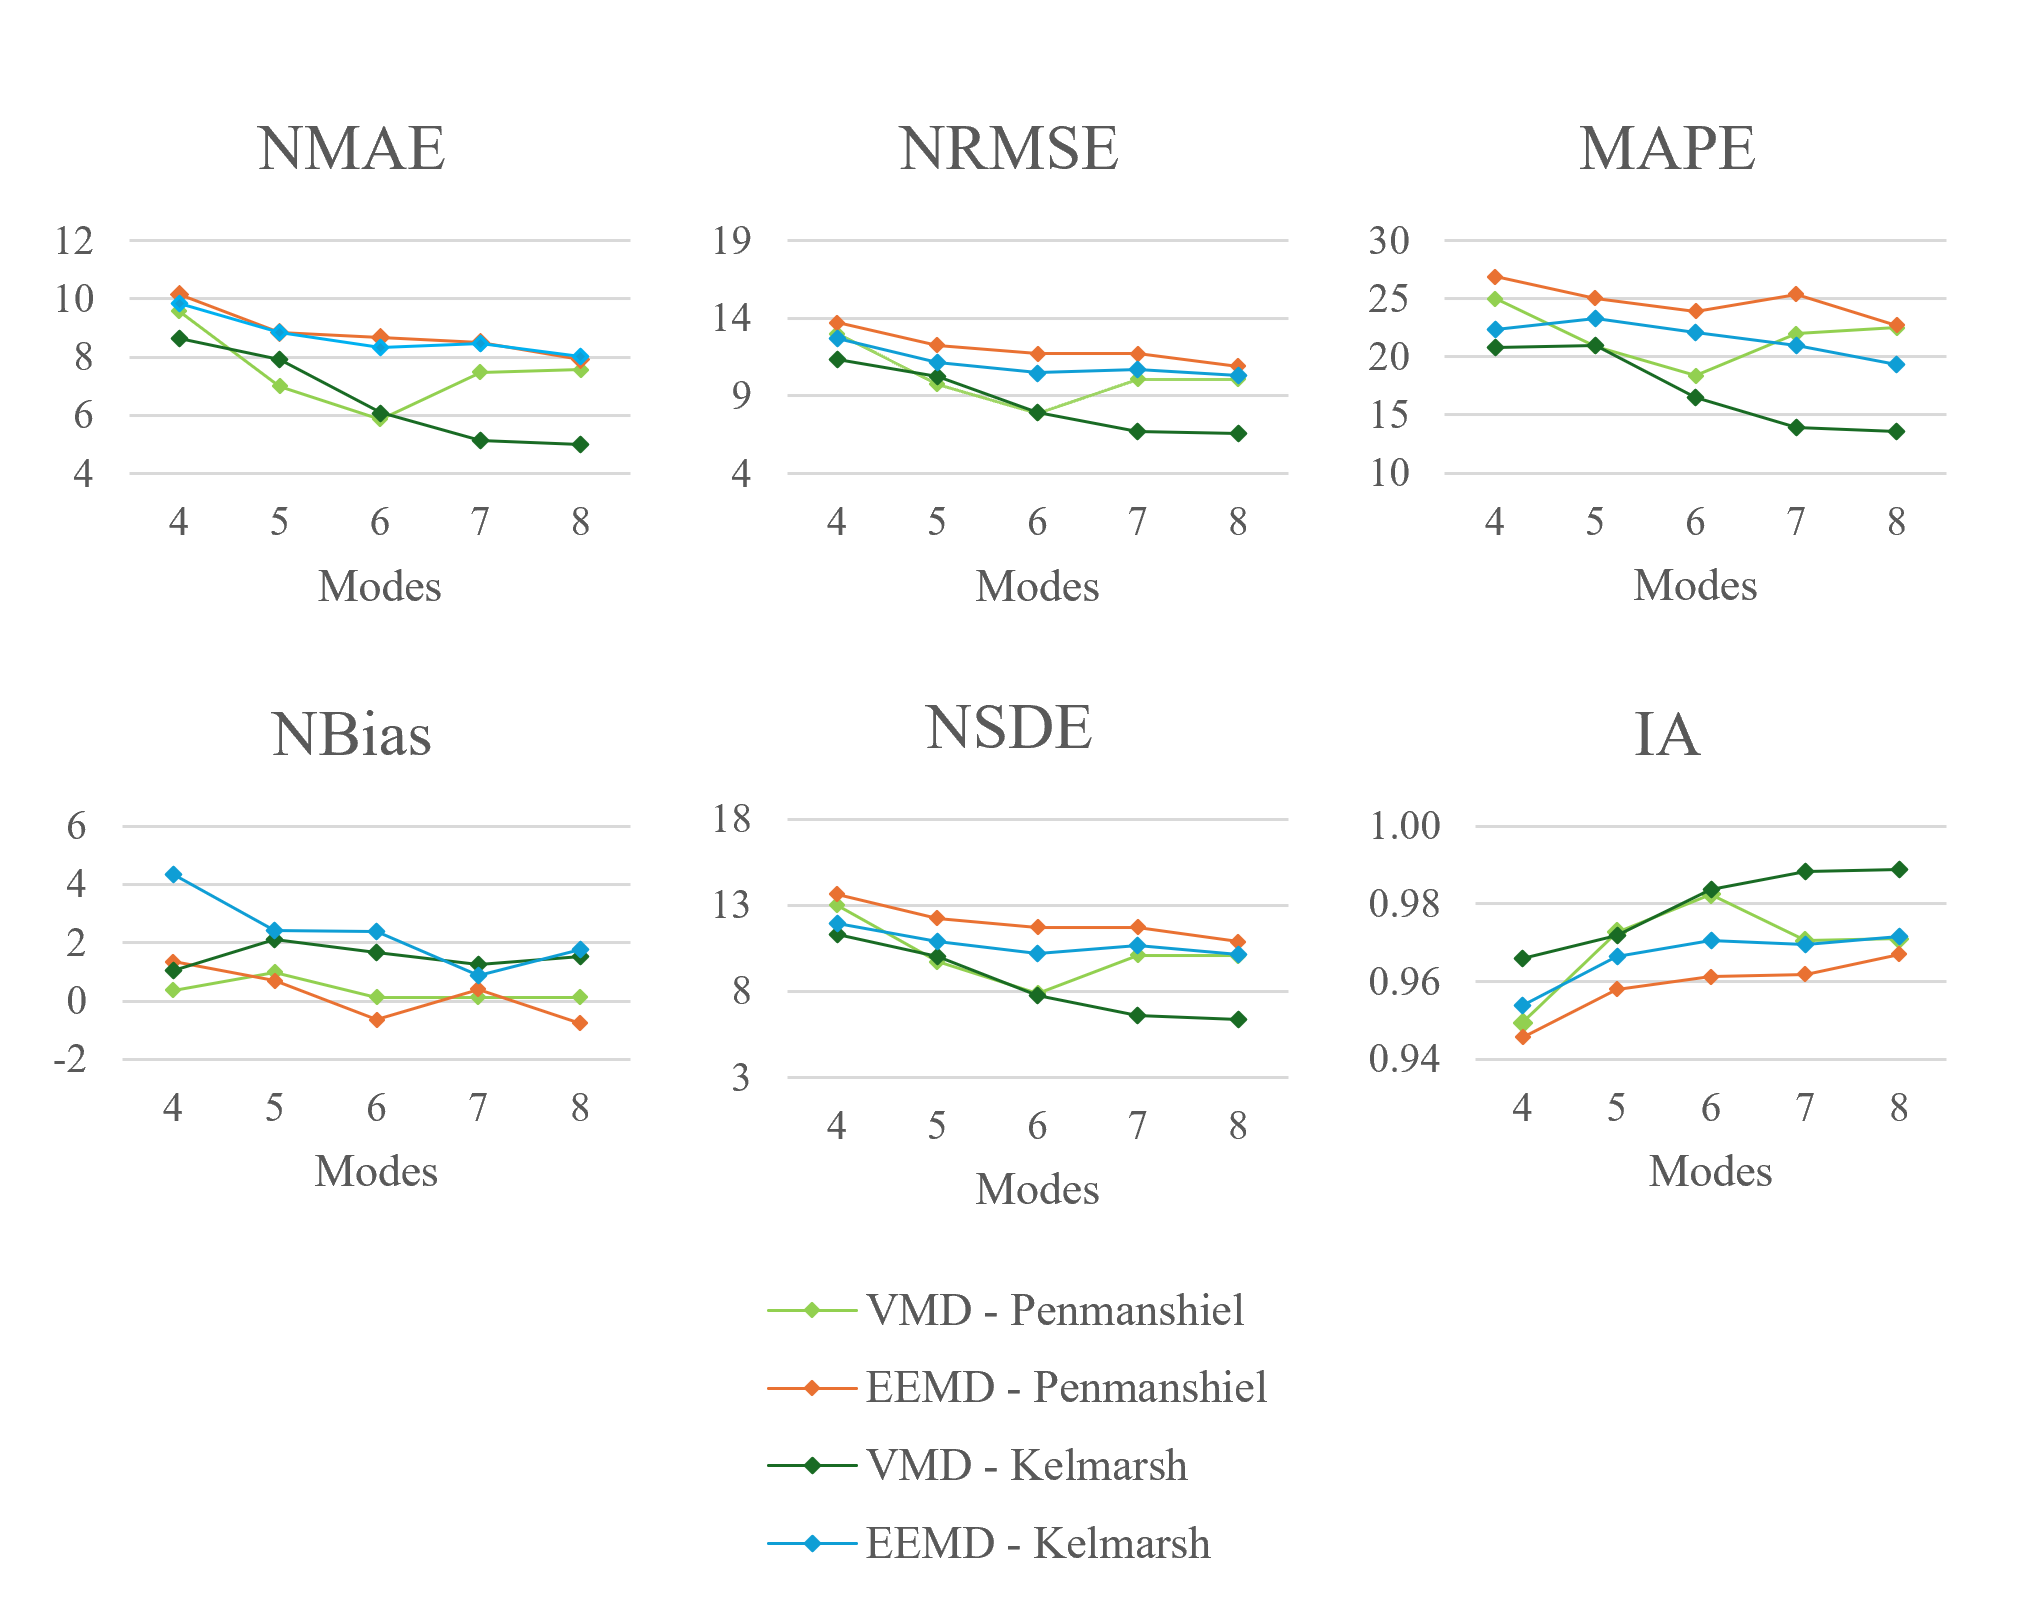 NMAE
12
10
8
6
4
4 5 6 7 8
Modes
NRMSE
19
14
9
4
4 5 6 7 8
Modes
MAPE
30
25
20
15
10
4 5 6 7 8
Modes
NBias
6
4
2
0
-2
4 5 6 7 8
Modes
NSDE
18
13
8
3
4 5 6 7 8
Modes
IA
1.00
0.98
0.96
0.94
4 5 6 7 8
Modes
VMD - Penmanshiel
EEMD - Penmanshiel
VMD - Kelmarsh
EEMD - Kelmarsh